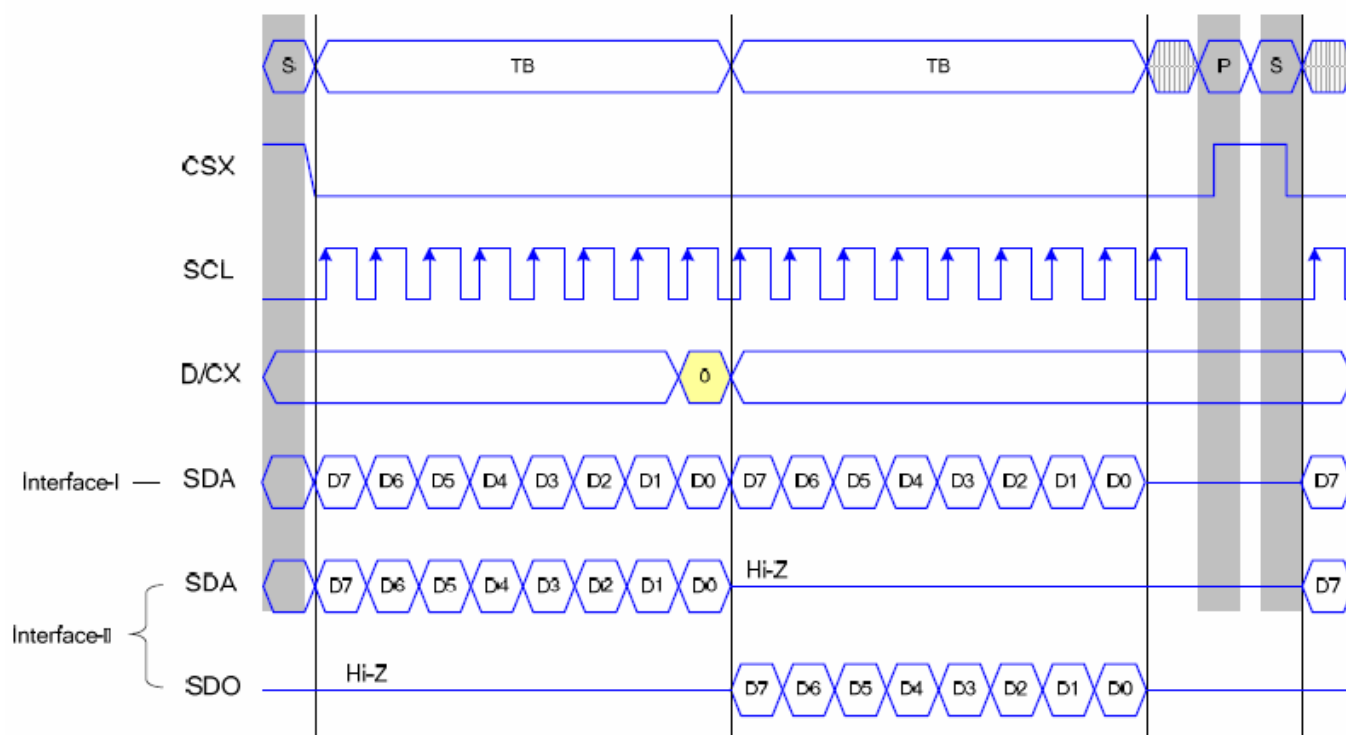 S TB TB P S
CSX
SCL
D/CX 0
Interface-I SDA D7 D6 D5 D4 D3 D2 D1 D0 D7 D6 D5 D4 D3 D2 D1 D0 D7
SDA D7 D6 D5 D4 D3 D2 D1 D0 Hi-Z D7
Interface-II
SDO Hi-Z D7 D6 D5 D4 D3 D2 D1 D0